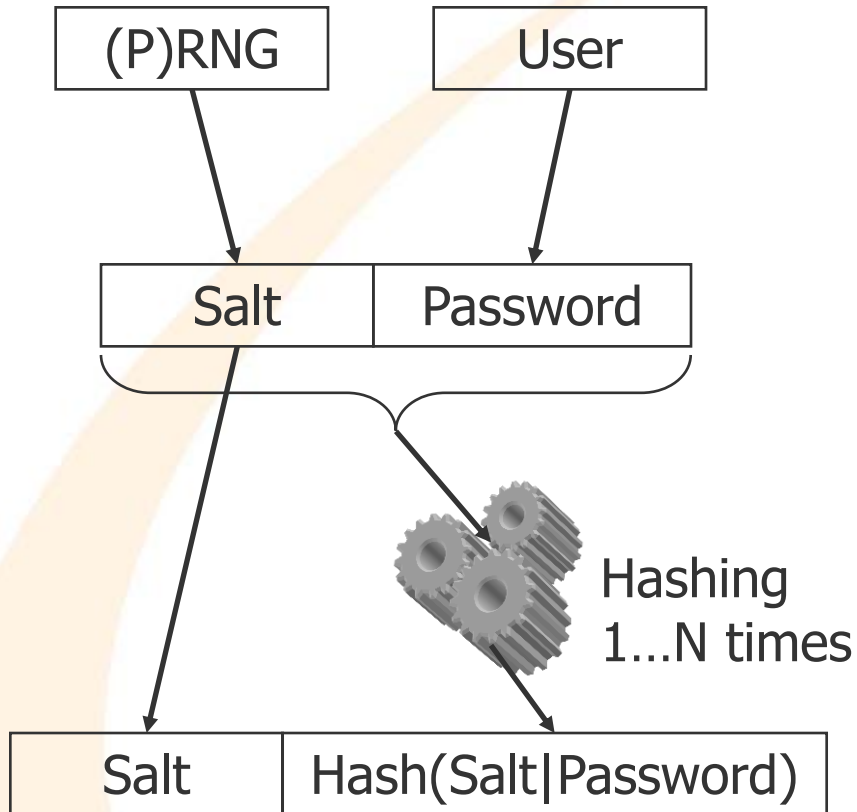 (P)RNG
User
Salt
Password
Hashing
1...N times
Salt
Hash(Salt|Password)